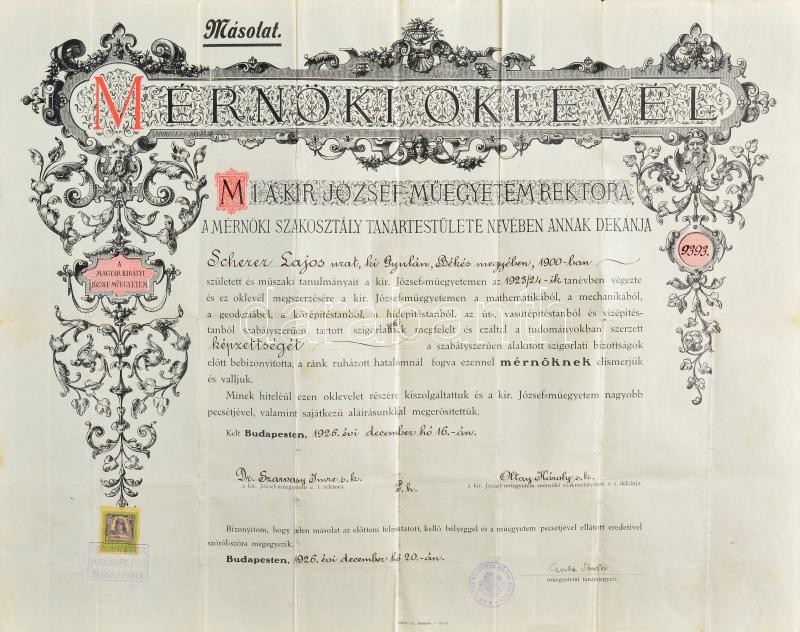 Másolat.
MÉRNÖKI OKLEVÉL
MI A KIR. JÓZSEF-MŰEGYETEM REKTORA,
A MÉRNÖKI SZAKOSZTÁLY TANÁRTESTÜLETE NEVÉBEN ANNAK DÉKÁNJA
A
MAGYAR KIRÁLYI
JÓZSEF-MŰEGYETEM
9393.
Scherer Lajos urat, ki Gyulán, Békés megyében, 1900-ban
született és műszaki tanulmányait a kir. József-műegyetemen az 1923/24-ik tanévben végezte
és ez oklevél megszerzésére a kir. József-műegyetemen a mathematikából, a mechanikából,
a geodáziából, a középítéstanból, a hídépítéstanból, az út-, vasútépítéstanból és vízépítés-
tanból szabályszerűen tartott szigorlatnak megfelelt és ezáltal a tudományokban szerzett
képzettségét a szabályszerűen alakított szigorlati bizottságok
előtt bebizonyította, a ránk ruházott hatalomnál fogva ezennel mérnöknek elismerjük
és valljuk.
Minek hiteléül ezen oklevelet részére kiszolgáltattuk és a kir. József-műegyetem nagyobb
pecsétjével, valamint sajátkezű aláírásunkkal megerősítettük.
Kelt Budapesten, 1926. évi december hó 16.-án.
Dr. Szarvasy Imre s. k.
a kir. József-műegyetem e. i. rektora.
P. h.
Oltay Károly s. k.
a kir. József-műegyetem mérnöki szakosztályának e. i. dékánja.
Bizonyítom, hogy jelen másolat az előttem felmutatott, kellő bélyeggel és a műegyetem pecsétjével ellátott eredetivel
szóról-szóra megegyezik.
Budapesten, 1926. évi december hó 20.-án.
műegyetemi tanácsjegyző.
darabanth